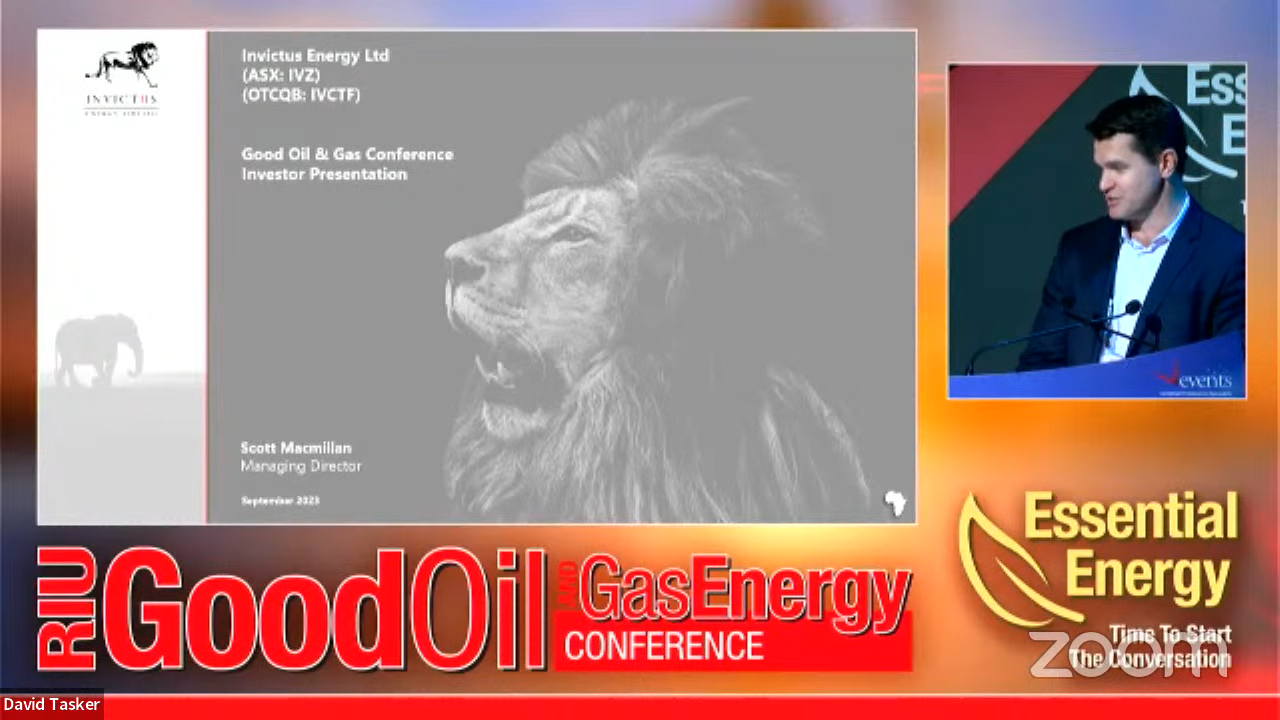 INVICTUS
Invictus Energy Ltd
(ASX: IVZ)
(OTCQB: IVCTF)
Good Oil & Gas Conference
Investor Presentation
Scott Macmillan
Managing Director
September 2023
Ess
E
events
RIU GoodOil AND GasEnergy
CONFERENCE
Essential
Energy
Time To Start
The Conversation
zoom
David Tasker